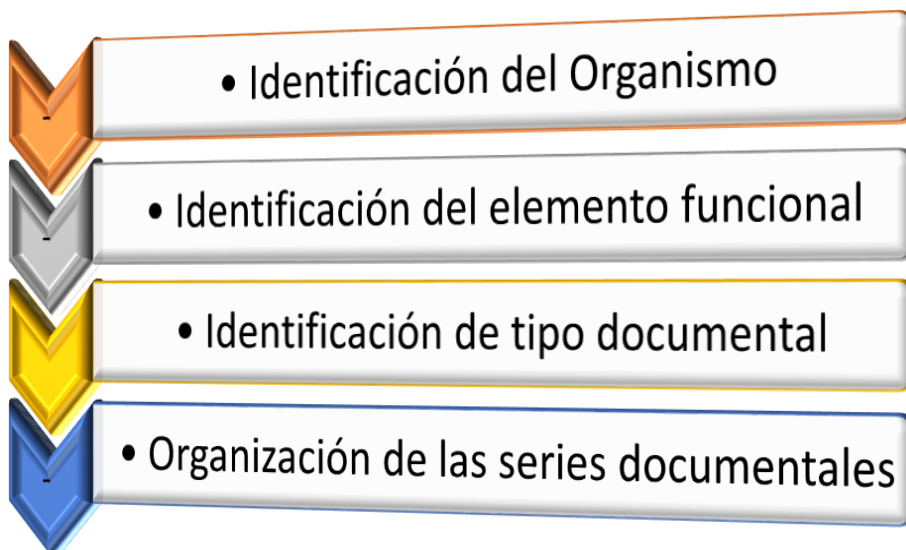 • Identificación del Organismo
• Identificación del elemento funcional
• Identificación de tipo documental
• Organización de las series documentales